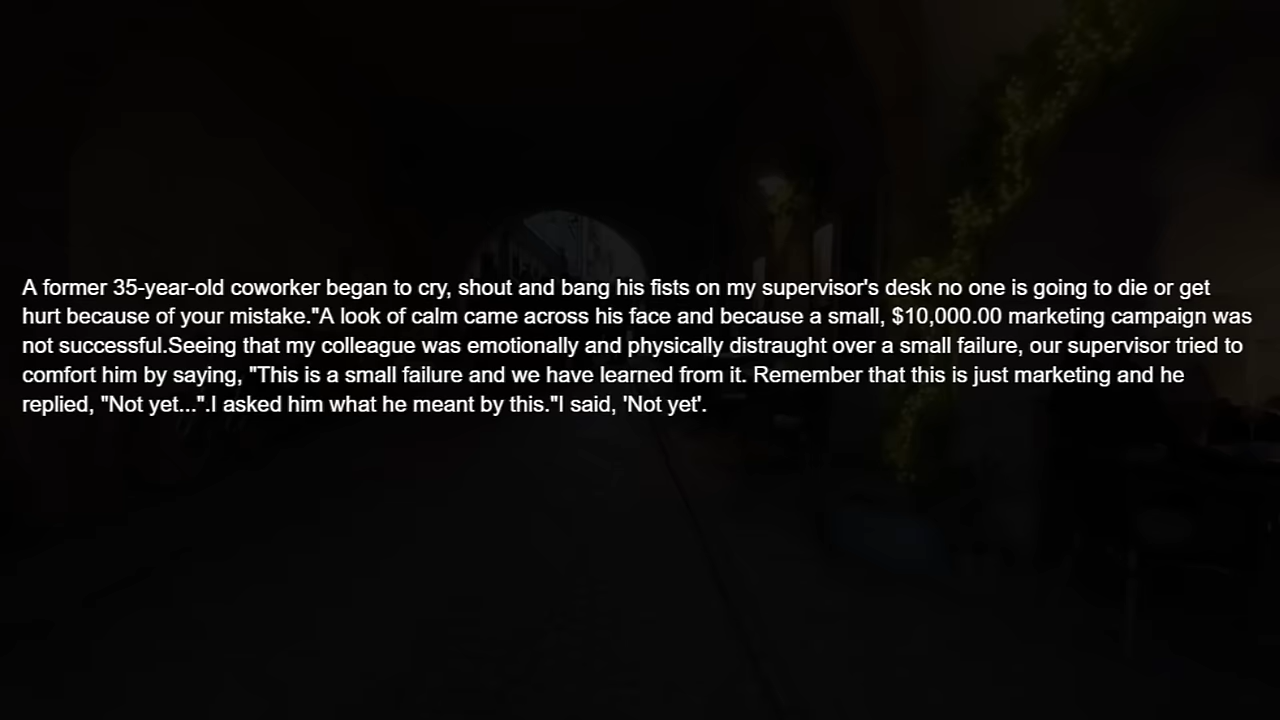 A former 35-year-old coworker began to cry, shout and bang his fists on my supervisor's desk no one is going to die or get
hurt because of your mistake."A look of calm came across his face and because a small, $10,000.00 marketing campaign was
not successful.Seeing that my colleague was emotionally and physically distraught over a small failure, our supervisor tried to
comfort him by saying, "This is a small failure and we have learned from it. Remember that this is just marketing and he
replied, "Not yet...".I asked him what he meant by this."I said, 'Not yet'.